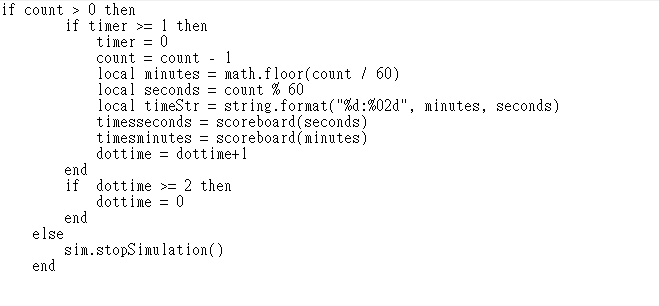 if count > 0 then
        if timer >= 1 then
            timer = 0
            count = count - 1
            local minutes = math.floor(count / 60)
            local seconds = count % 60
            local timeStr = string.format("%d:%02d", minutes, seconds)
            timesseconds = scoreboard(seconds)
            timesminutes = scoreboard(minutes)
            dottime = dottime+1
        end
        if  dottime >= 2 then
            dottime = 0
        end
    else
        sim.stopSimulation()
    end